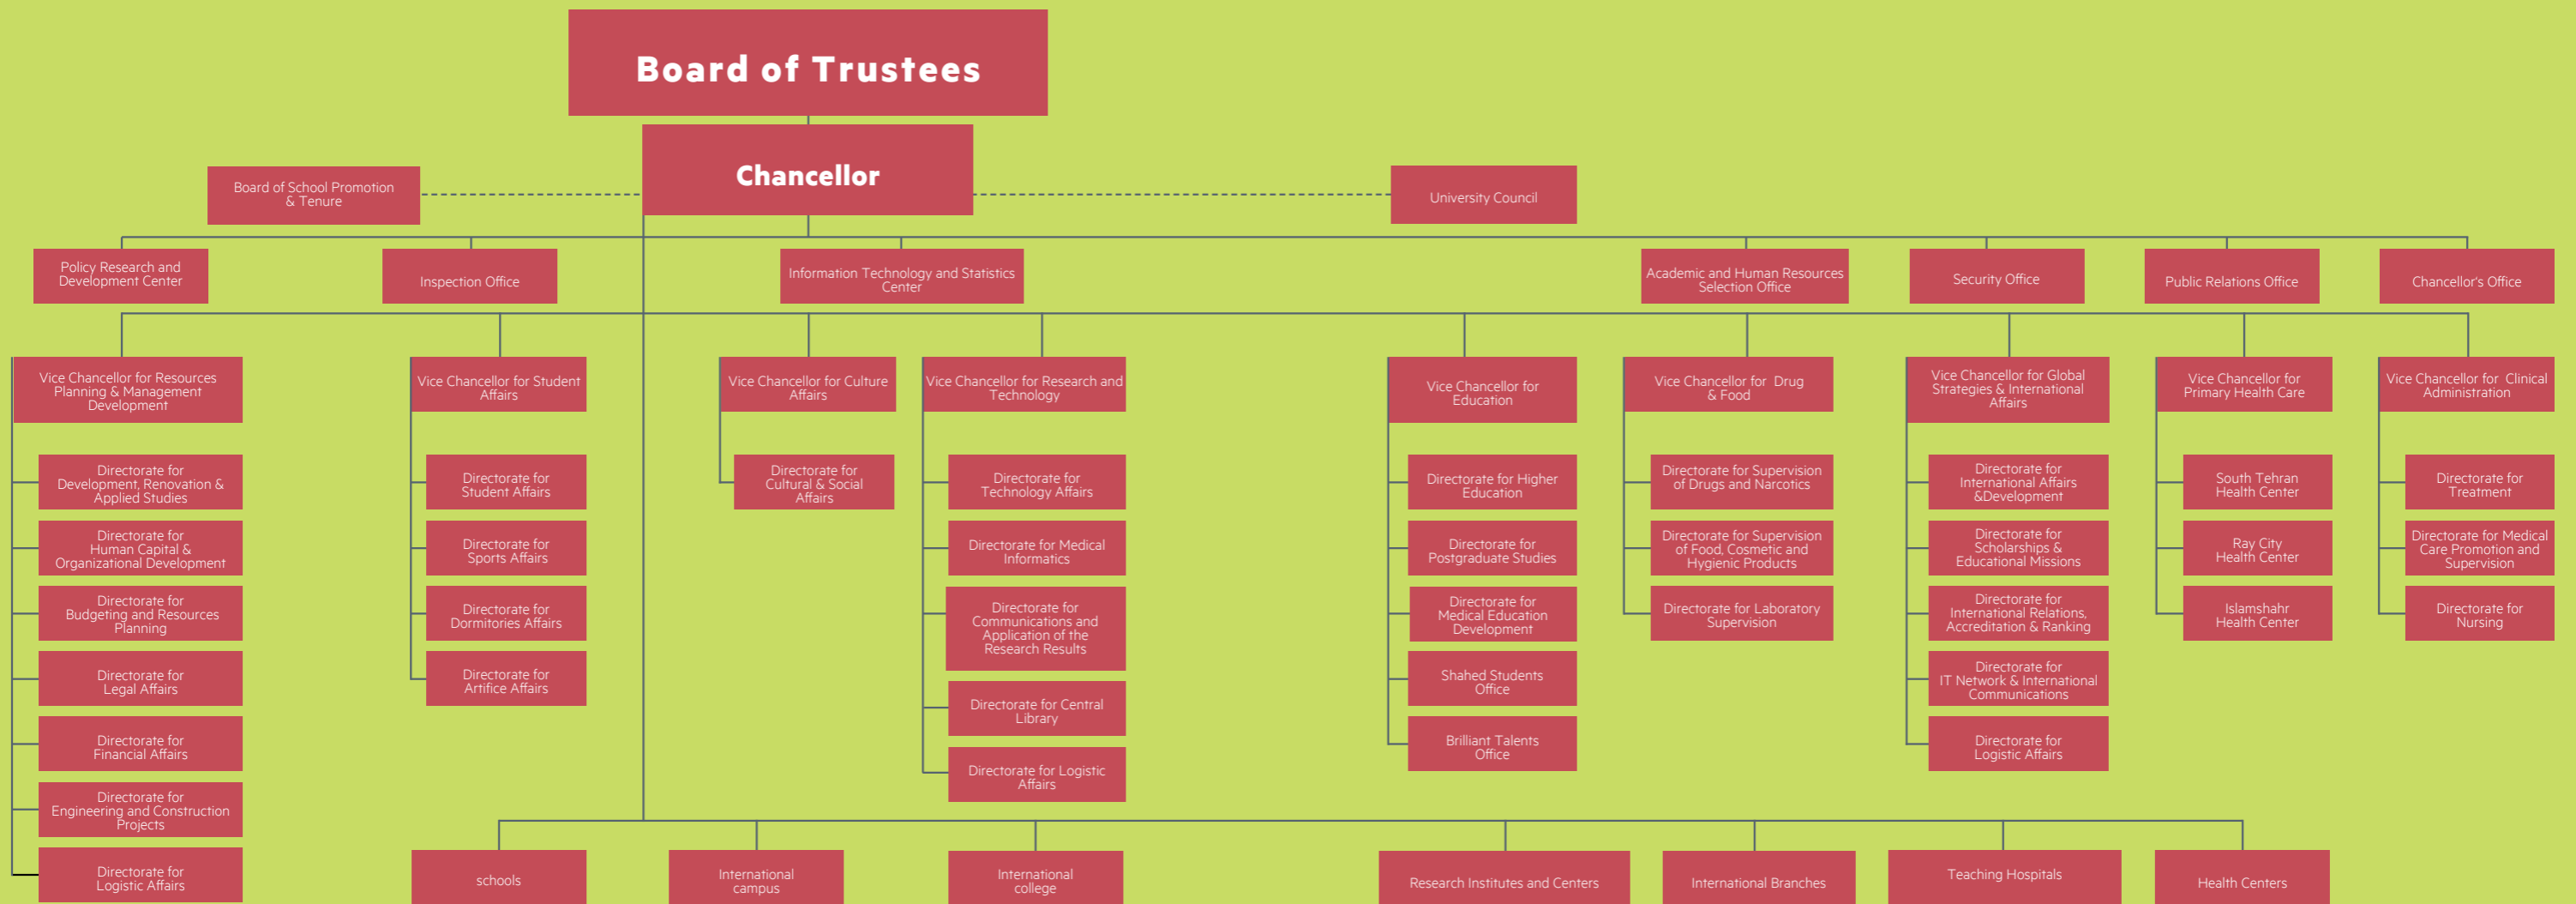 Board of Trustees
Chancellor
Board of School Promotion
& Tenure
University Council
Policy Research and
Development Center
Inspection Office
Information Technology and Statistics
Center
Academic and Human Resources
Selection Office
Security Office
Public Relations Office
Chancellor's Office
Vice Chancellor for Resources
Planning & Management
Development
Vice Chancellor for Student
Affairs
Vice Chancellor for Culture
Affairs
Vice Chancellor for Research and
Technology
Vice Chancellor for
Education
Vice Chancellor for Drug
& Food
Vice Chancellor for Global
Strategies & International
Affairs
Vice Chancellor for
Primary Health Care
Vice Chancellor for Clinical
Administration
Directorate for
Development, Renovation &
Applied Studies
Directorate for
Human Capital &
Organizational Development
Directorate for
Budgeting and Resources
Planning
Directorate for
Legal Affairs
Directorate for
Financial Affairs
Directorate for
Engineering and Construction
Projects
Directorate for
Logistic Affairs
Directorate for
Student Affairs
Directorate for
Sports Affairs
Directorate for
Dormitories Affairs
Directorate for
Artifice Affairs
Directorate for
Cultural & Social
Affairs
Directorate for
Technology Affairs
Directorate for Medical
Informatics
Directorate for
Communications and
Application of the
Research Results
Directorate for Central
Library
Directorate for Logistic
Affairs
Directorate for Higher
Education
Directorate for
Postgraduate Studies
Directorate for
Medical Education
Development
Shahed Students
Office
Brilliant Talents
Office
Directorate for Supervision
of Drugs and Narcotics
Directorate for Supervision
of Food, Cosmetic and
Hygienic Products
Directorate for Laboratory
Supervision
Directorate for
International Affairs
&Development
Directorate for
Scholarships &
Educational Missions
Directorate for
International Relations,
Accreditation & Ranking
Directorate for
IT Network & International
Communications
Directorate for
Logistic Affairs
South Tehran
Health Center
Ray City
Health Center
Islamshahr
Health Center
Directorate for
Treatment
Directorate for Medical
Care Promotion and
Supervision
Directorate for
Nursing
schools
International
campus
International
college
Research Institutes and Centers
International Branches
Teaching Hospitals
Health Centers